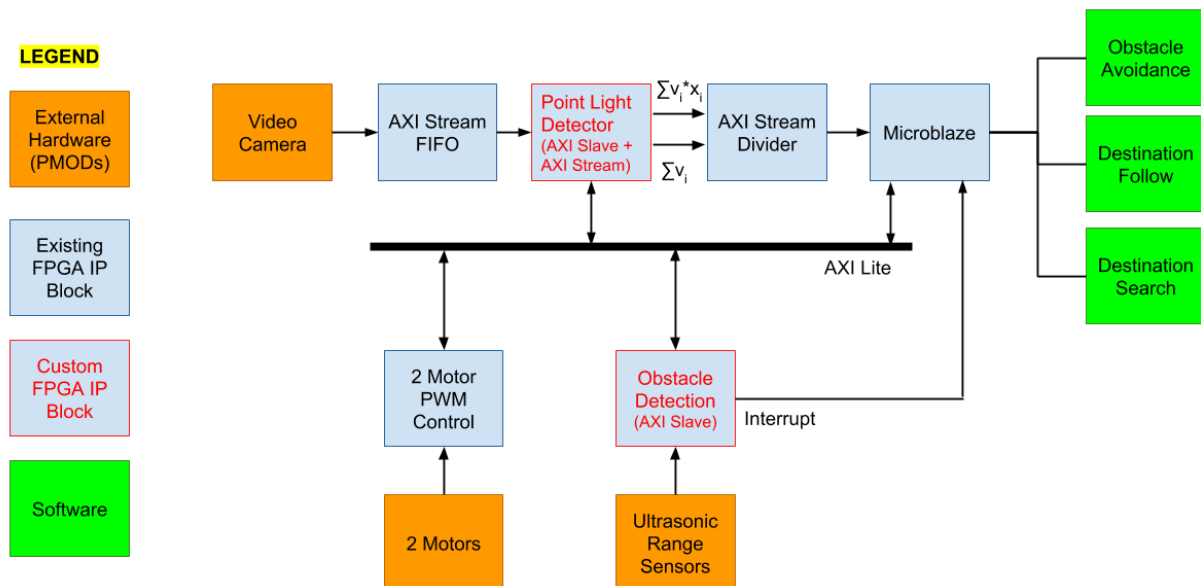 LEGEND
External
Hardware
(PMODs)
Existing
FPGA IP
Block
Custom
FPGA IP
Block
Software
Video
Camera
AXI Stream
FIFO
Point Light
Detector
(AXI Slave +
AXI Stream)
∑vᵢ*xᵢ
∑vᵢ
AXI Stream
Divider
Microblaze
Obstacle
Avoidance
Destination
Follow
Destination
Search
AXI Lite
2 Motor
PWM
Control
Obstacle
Detection
(AXI Slave)
Interrupt
2 Motors
Ultrasonic
Range
Sensors